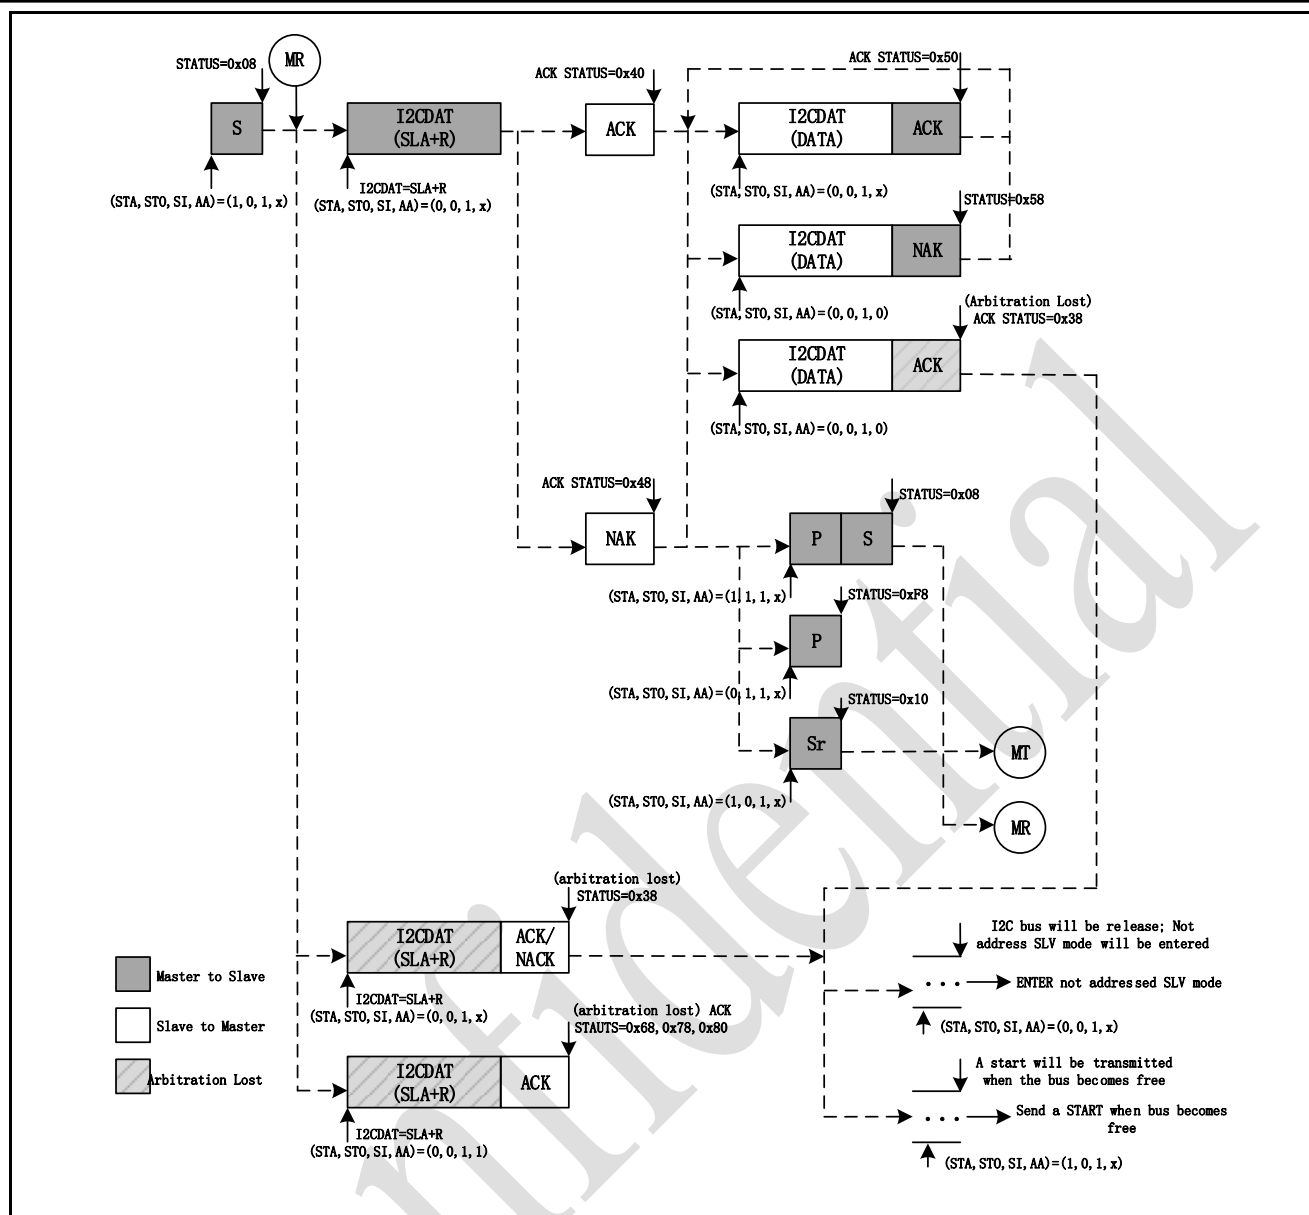 STATUS=0x08
MR
ACK STATUS=0x40
ACK STATUS=0x50
S
I2CDAT
(SLA+R)
ACK
I2CDAT
(DATA)
ACK
(STA, STO, SI, AA)=(1, 0, 1, x)
I2CDAT=SLA+R
(STA, STO, SI, AA)=(0, 0, 1, x)
(STA, STO, SI, AA)=(0, 0, 1, x)
STATUS=0x58
I2CDAT
(DATA)
NAK
(STA, STO, SI, AA)=(0, 0, 1, 0)
(Arbitration Lost)
ACK STATUS=0x38
I2CDAT
(DATA)
ACK
(STA, STO, SI, AA)=(0, 0, 1, 0)
ACK STATUS=0x48
STATUS=0x08
NAK
P
S
(STA, STO, SI, AA)=(1, 1, 1, x)
STATUS=0xF8
P
(STA, STO, SI, AA)=(0, 1, 1, x)
STATUS=0x10
Sr
MT
(STA, STO, SI, AA)=(1, 0, 1, x)
MR
(arbitration lost)
STATUS=0x38
I2CDAT
(SLA+R)
ACK/
NACK
I2CDAT=SLA+R
(STA, STO, SI, AA)=(0, 0, 1, x)
I2C bus will be release; Not
address SLV mode will be entered
...
ENTER not addressed SLV mode
(STA, STO, SI, AA)=(0, 0, 1, x)
Master to Slave
Slave to Master
Arbitration Lost
(arbitration lost) ACK
STAUTS=0x68, 0x78, 0x80
I2CDAT
(SLA+R)
ACK
I2CDAT=SLA+R
(STA, STO, SI, AA)=(0, 0, 1, 1)
A start will be transmitted
when the bus becomes free
...
Send a START when bus becomes
free
(STA, STO, SI, AA)=(1, 0, 1, x)
nfidential